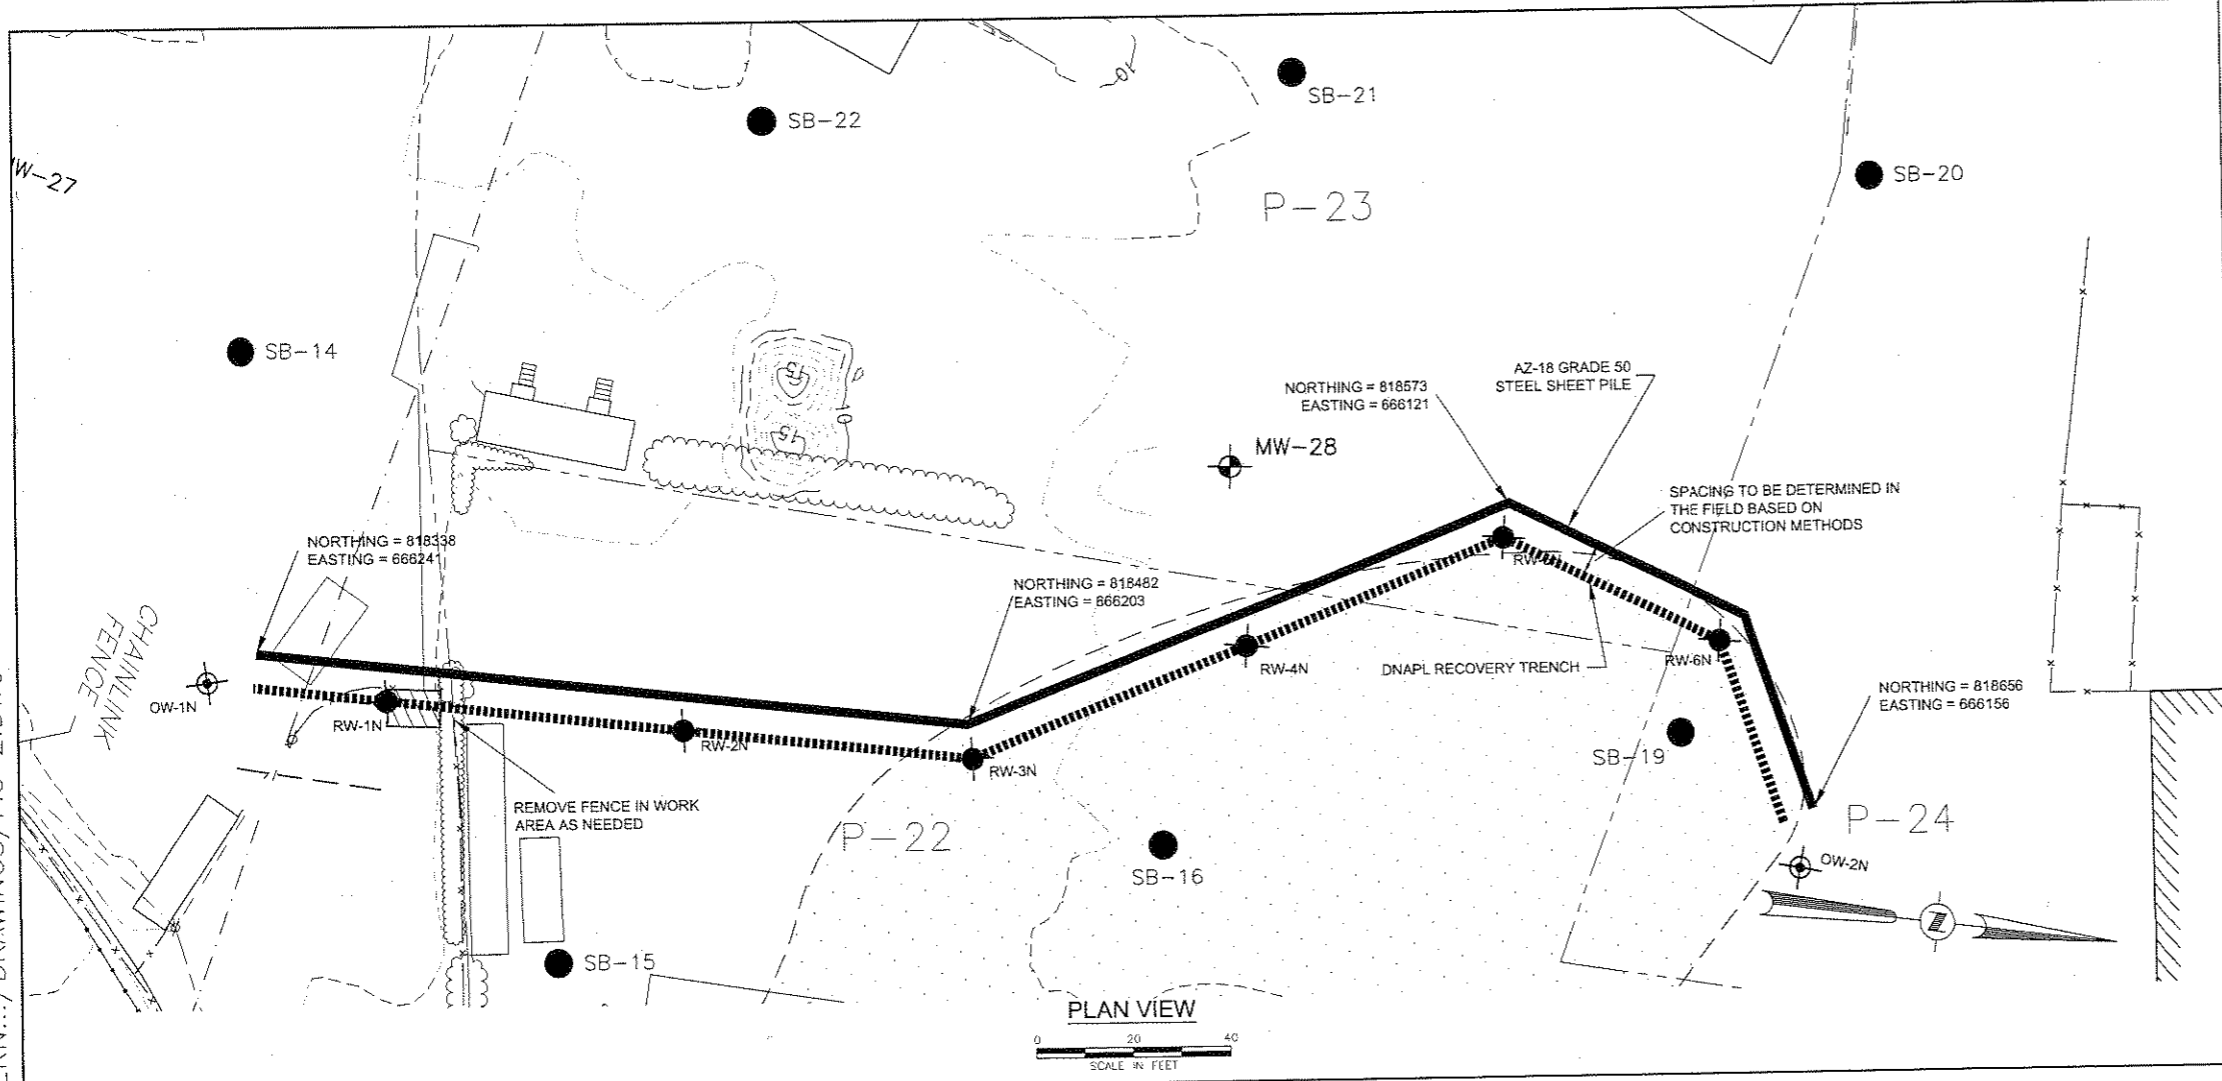 SB-21
SB-22
W-27
SB-20
P-23
SB-14
13
15
10
10
AZ-18 GRADE 50
STEEL SHEET PILE
NORTHING = 818573
EASTING = 666121
MW-28
SPACING TO BE DETERMINED IN
THE FIELD BASED ON
CONSTRUCTION METHODS
NORTHING = 818338
EASTING = 666241
NORTHING = 818482
EASTING = 666203
CHAINLINK
FENCE
RW-4N
DNAPL RECOVERY TRENCH
RW-6N
OW-1N
RW-1N
RW-2N
RW-3N
NORTHING = 818656
EASTING = 666156
SB-19
REMOVE FENCE IN WORK
AREA AS NEEDED
P-22
P-24
SB-16
OW-2N
Z
SB-15
PLAN VIEW
0 20 40
SCALE IN FEET